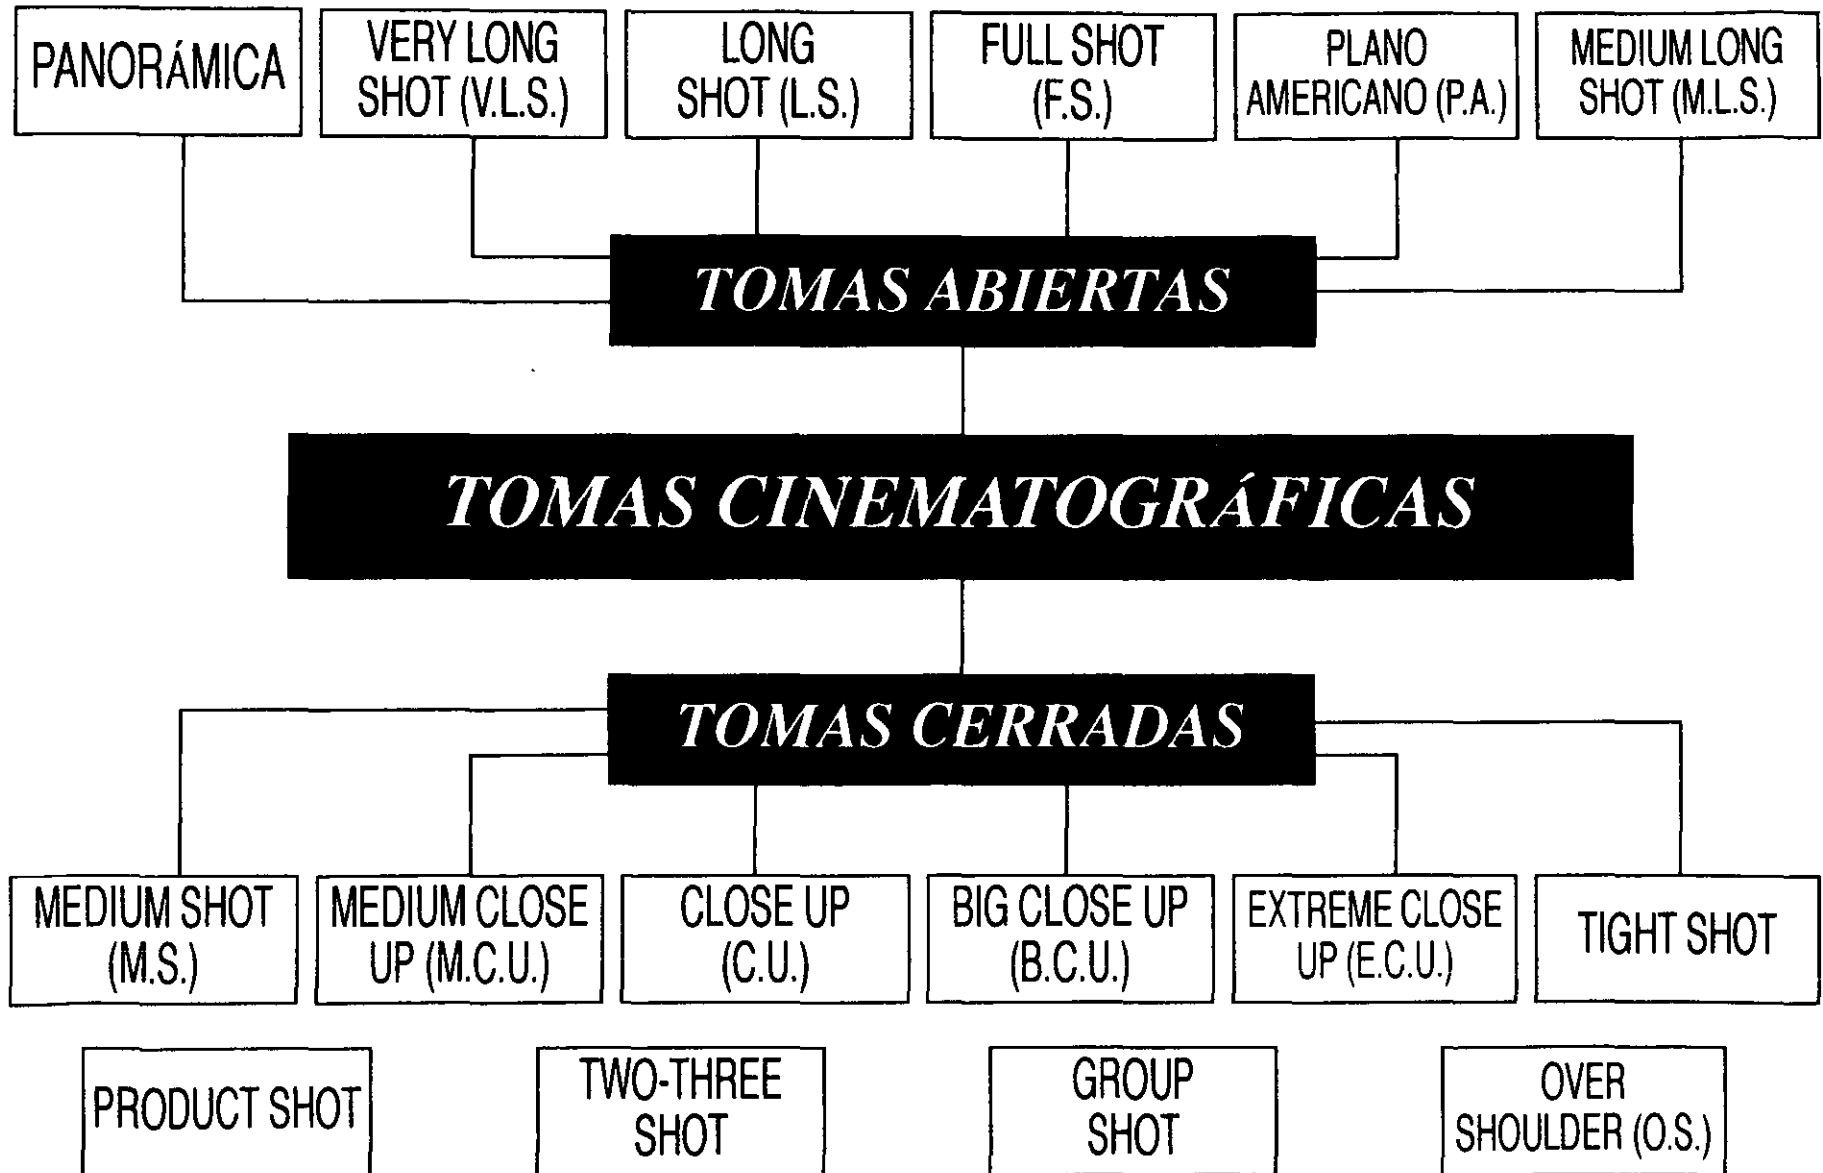 PANORÁMICA
VERY LONG
SHOT (V.L.S.)
LONG
SHOT (L.S.)
FULL SHOT
(F.S.)
PLANO
AMERICANO (P.A.)
MEDIUM LONG
SHOT (M.L.S.)
TOMAS ABIERTAS
TOMAS CINEMATOGRÁFICAS
TOMAS CERRADAS
MEDIUM SHOT
(M.S.)
MEDIUM CLOSE
UP (M.C.U.)
CLOSE UP
(C.U.)
BIG CLOSE UP
(B.C.U.)
EXTREME CLOSE
UP (E.C.U.)
TIGHT SHOT
PRODUCT SHOT
TWO-THREE
SHOT
GROUP
SHOT
OVER
SHOULDER (O.S.)